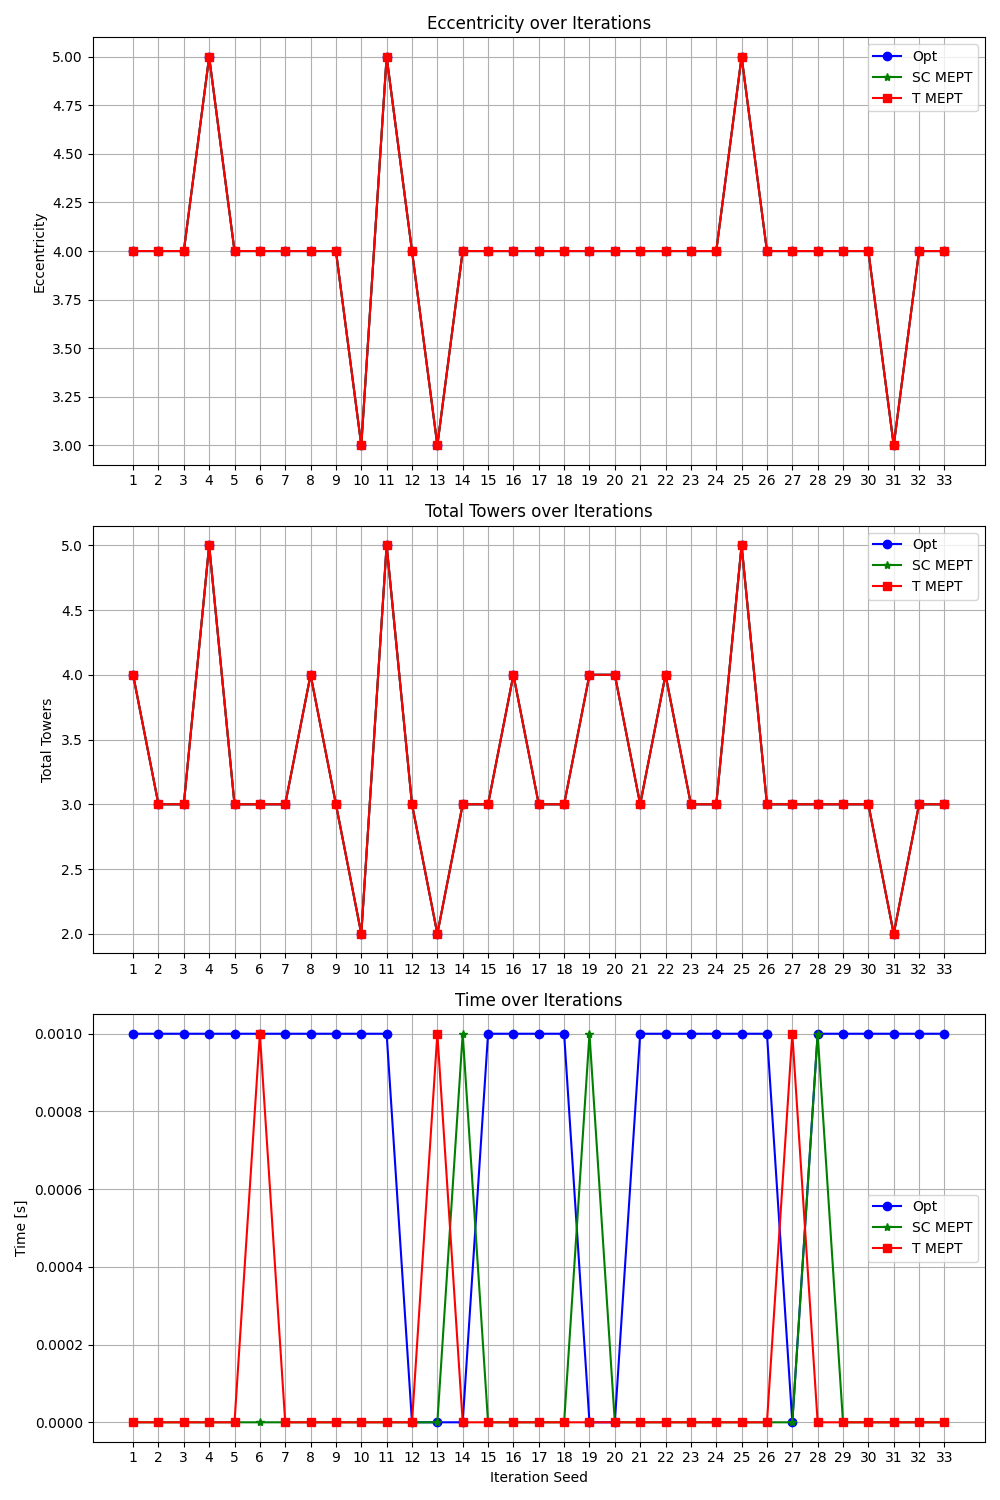 Eccentricity over Iterations
5.00
4.75
4.50
4.25
4.00
3.75
3.50
3.25
3.00
Eccentricity
Opt
SC MEPT
T MEPT
1 2 3 4 5 6 7 8 9 10 11 12 13 14 15 16 17 18 19 20 21 22 23 24 25 26 27 28 29 30 31 32 33
Total Towers over Iterations
5.0
4.5
4.0
3.5
3.0
2.5
2.0
Total Towers
Opt
SC MEPT
T MEPT
1 2 3 4 5 6 7 8 9 10 11 12 13 14 15 16 17 18 19 20 21 22 23 24 25 26 27 28 29 30 31 32 33
Time over Iterations
0.0010
0.0008
0.0006
0.0004
0.0002
0.0000
Time [s]
Opt
SC MEPT
T MEPT
1 2 3 4 5 6 7 8 9 10 11 12 13 14 15 16 17 18 19 20 21 22 23 24 25 26 27 28 29 30 31 32 33
Iteration Seed